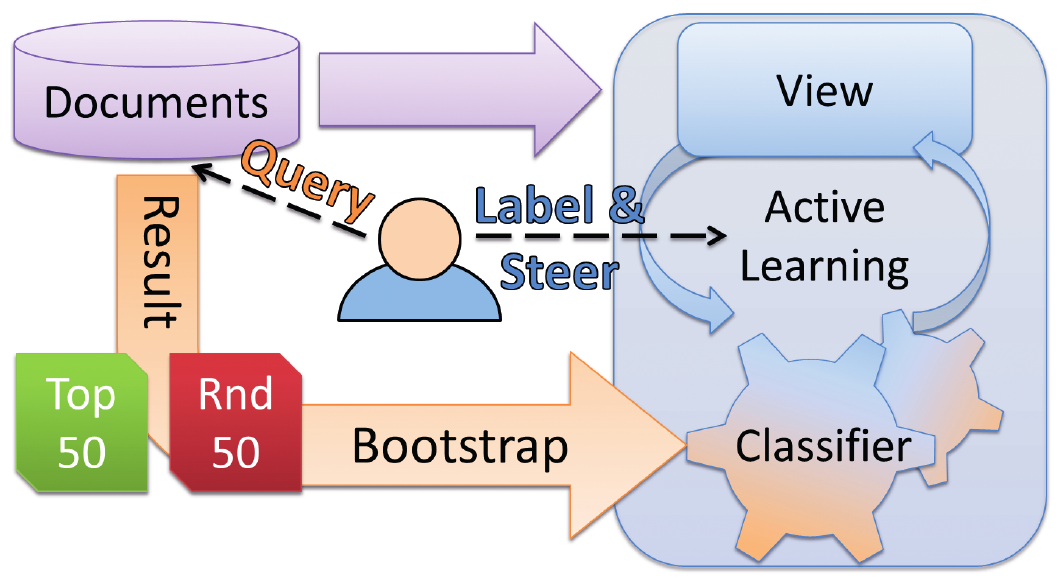 Documents
View
Query
Result
Label &
Steer
Active
Learning
Top
50
Rnd
50
Bootstrap
Classifier